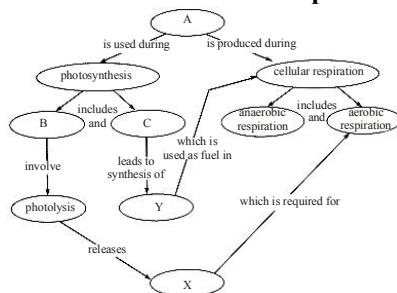 A
is used during
is produced during
photosynthesis
cellular respiration
B
includes
and
C
anaerobic
respiration
includes
and
aerobic
respiration
involve
leads to
synthesis of
which is
used as fuel in
photolysis
Y
which is required for
releases
X